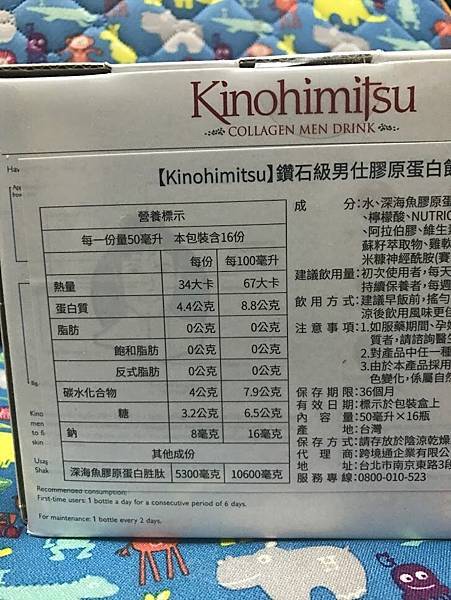 Kinohimitsu
COLLAGEN MEN DRINK
【Kinohimitsu】鑽石級男仕膠原蛋白飲
營養標示
每一份量50毫升 本包裝含16份
每份 每100毫升
熱量 34大卡 67大卡
蛋白質 4.4公克 8.8公克
脂肪 0公克 0公克
飽和脂肪 0公克 0公克
反式脂肪 0公克 0公克
碳水化合物 4公克 7.9公克
糖 3.2公克 6.5公克
鈉 8毫克 16毫克
其他成份
深海魚膠原蛋白胜肽 5300毫克 10600毫克
成 分:水、深海魚膠原蛋
、檸檬酸、NUTRIC
、阿拉伯膠、維生
蘇籽萃取物、雞軟
米糠神經醯胺(賽
建議飲用量:初次使用者,每天
持續保養者,每週
飲用方式:建議早飯前,搖勻
涼後飲用風味更佳
注意事項:1.如服藥期間、孕
質者,請諮詢醫
2.對產品中任一種
3.由於本產品採用
色變化,係屬自然
保存期限:36個月
有效日期:標示於包裝盒上
內容量:50毫升×16瓶
產地:台灣
保存方式:請存放於陰涼乾燥
代理商:跨境通企業有限公
地址:台北市南京東路3段
服務專線:0800-010-523
Kino
men
to fi
skin
Usag
Shak
Recommended consumption:
First-time users: 1 bottle a day for a consecutive period of 6 days.
For maintenance: 1 bottle every 2 days.